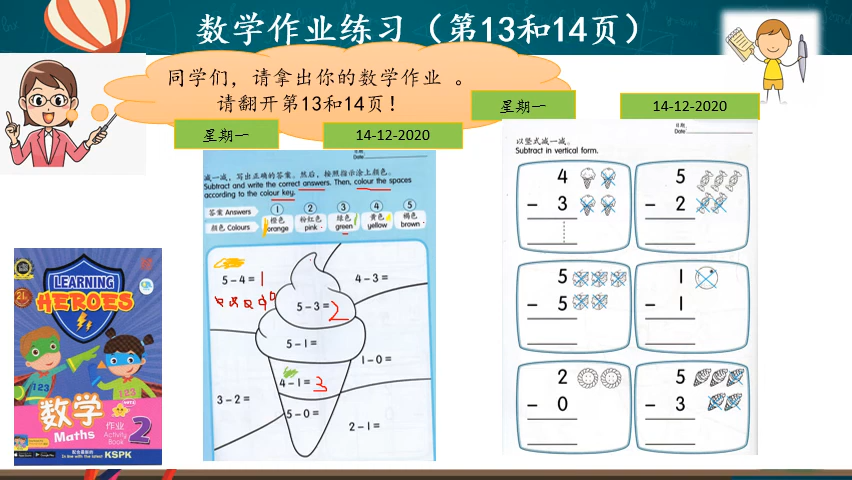 数学作业练习（第13和14页）
同学们，请拿出你的数学作业 。
请翻开第13和14页！
星期一
14-12-2020
星期一
14-12-2020
日期
Date
减一减，写出正确的答案。然后，按照指示涂上颜色。
Subtract and write the correct answers. Then, colour the spaces
according to the colour key.
答案 Answers
1 2 3 4 5
颜色 Colours
橙色 粉红色 绿色 黄色 褐色
orange pink green yellow brown
5 – 4 = 1
4 – 3 =
5 – 3 = 2
5 – 1 =
1 – 0 =
4 – 1 = 3
3 – 2 =
5 – 0 =
2 – 1 =
日期
Date
以竖式减一减。
Subtract in vertical form.
4
– 3
5
– 2
5
– 5
1
– 1
2
– 0
5
– 3
LEARNING
HEROES
123
123
数学
Maths
作业
Activity
Book
2
KSPK